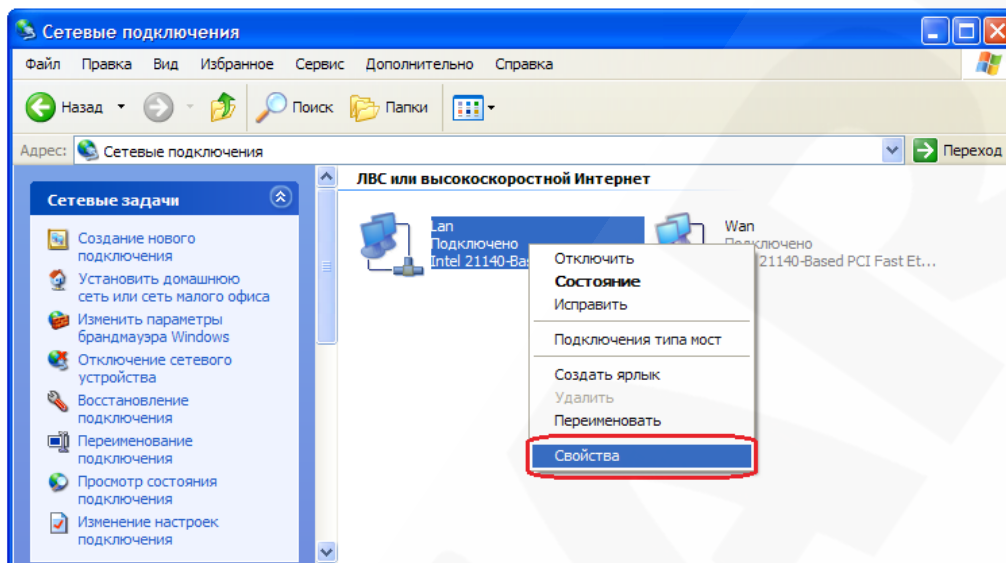 Сетевые подключения
Файл Правка Вид Избранное Сервис Дополнительно Справка
Назад Поиск Папки
Адрес: Сетевые подключения Переход
Сетевые задачи
Создание нового
подключения
Установить домашнюю
сеть или сеть малого офиса
Изменить параметры
брандмауэра Windows
Отключение сетевого
устройства
Восстановление
подключения
Переименование
подключения
Просмотр состояния
подключения
Изменение настроек
подключения
ЛВС или высокоскоростной Интернет
Lan
Подключено
Intel 21140-Bas
Wan
Подключено
21140-Based PCI Fast Et...
Отключить
Состояние
Исправить
Подключения типа мост
Создать ярлык
Удалить
Переименовать
Свойства